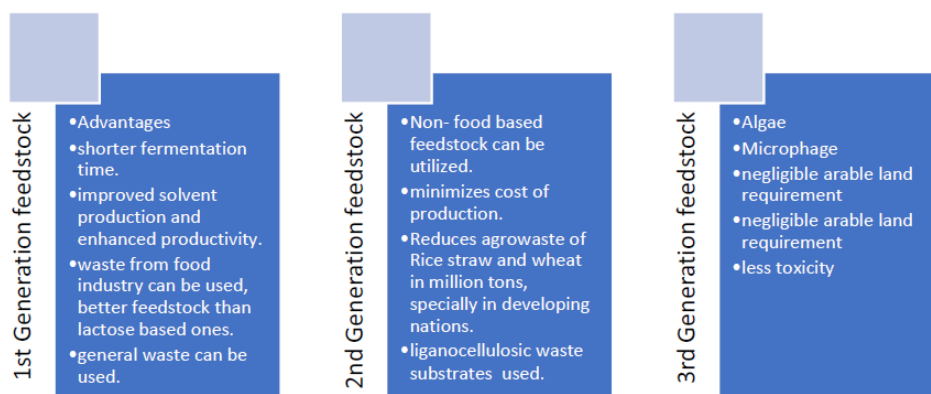 1st Generation feedstock
•Advantages
•shorter fermentation
time.
•improved solvent
production and
enhanced productivity.
•waste from food
industry can be used,
better feedstock than
lactose based ones.
•general waste can be
used.
2nd Generation feedstock
•Non- food based
feedstock can be
utilized.
•minimizes cost of
production.
•Reduces agrowaste of
Rice straw and wheat
in million tons,
specially in developing
nations.
•liganocellulosic waste
substrates used.
3rd Generation feedstock
•Algae
•Microphage
•negligible arable land
requirement
•negligible arable land
requirement
•less toxicity